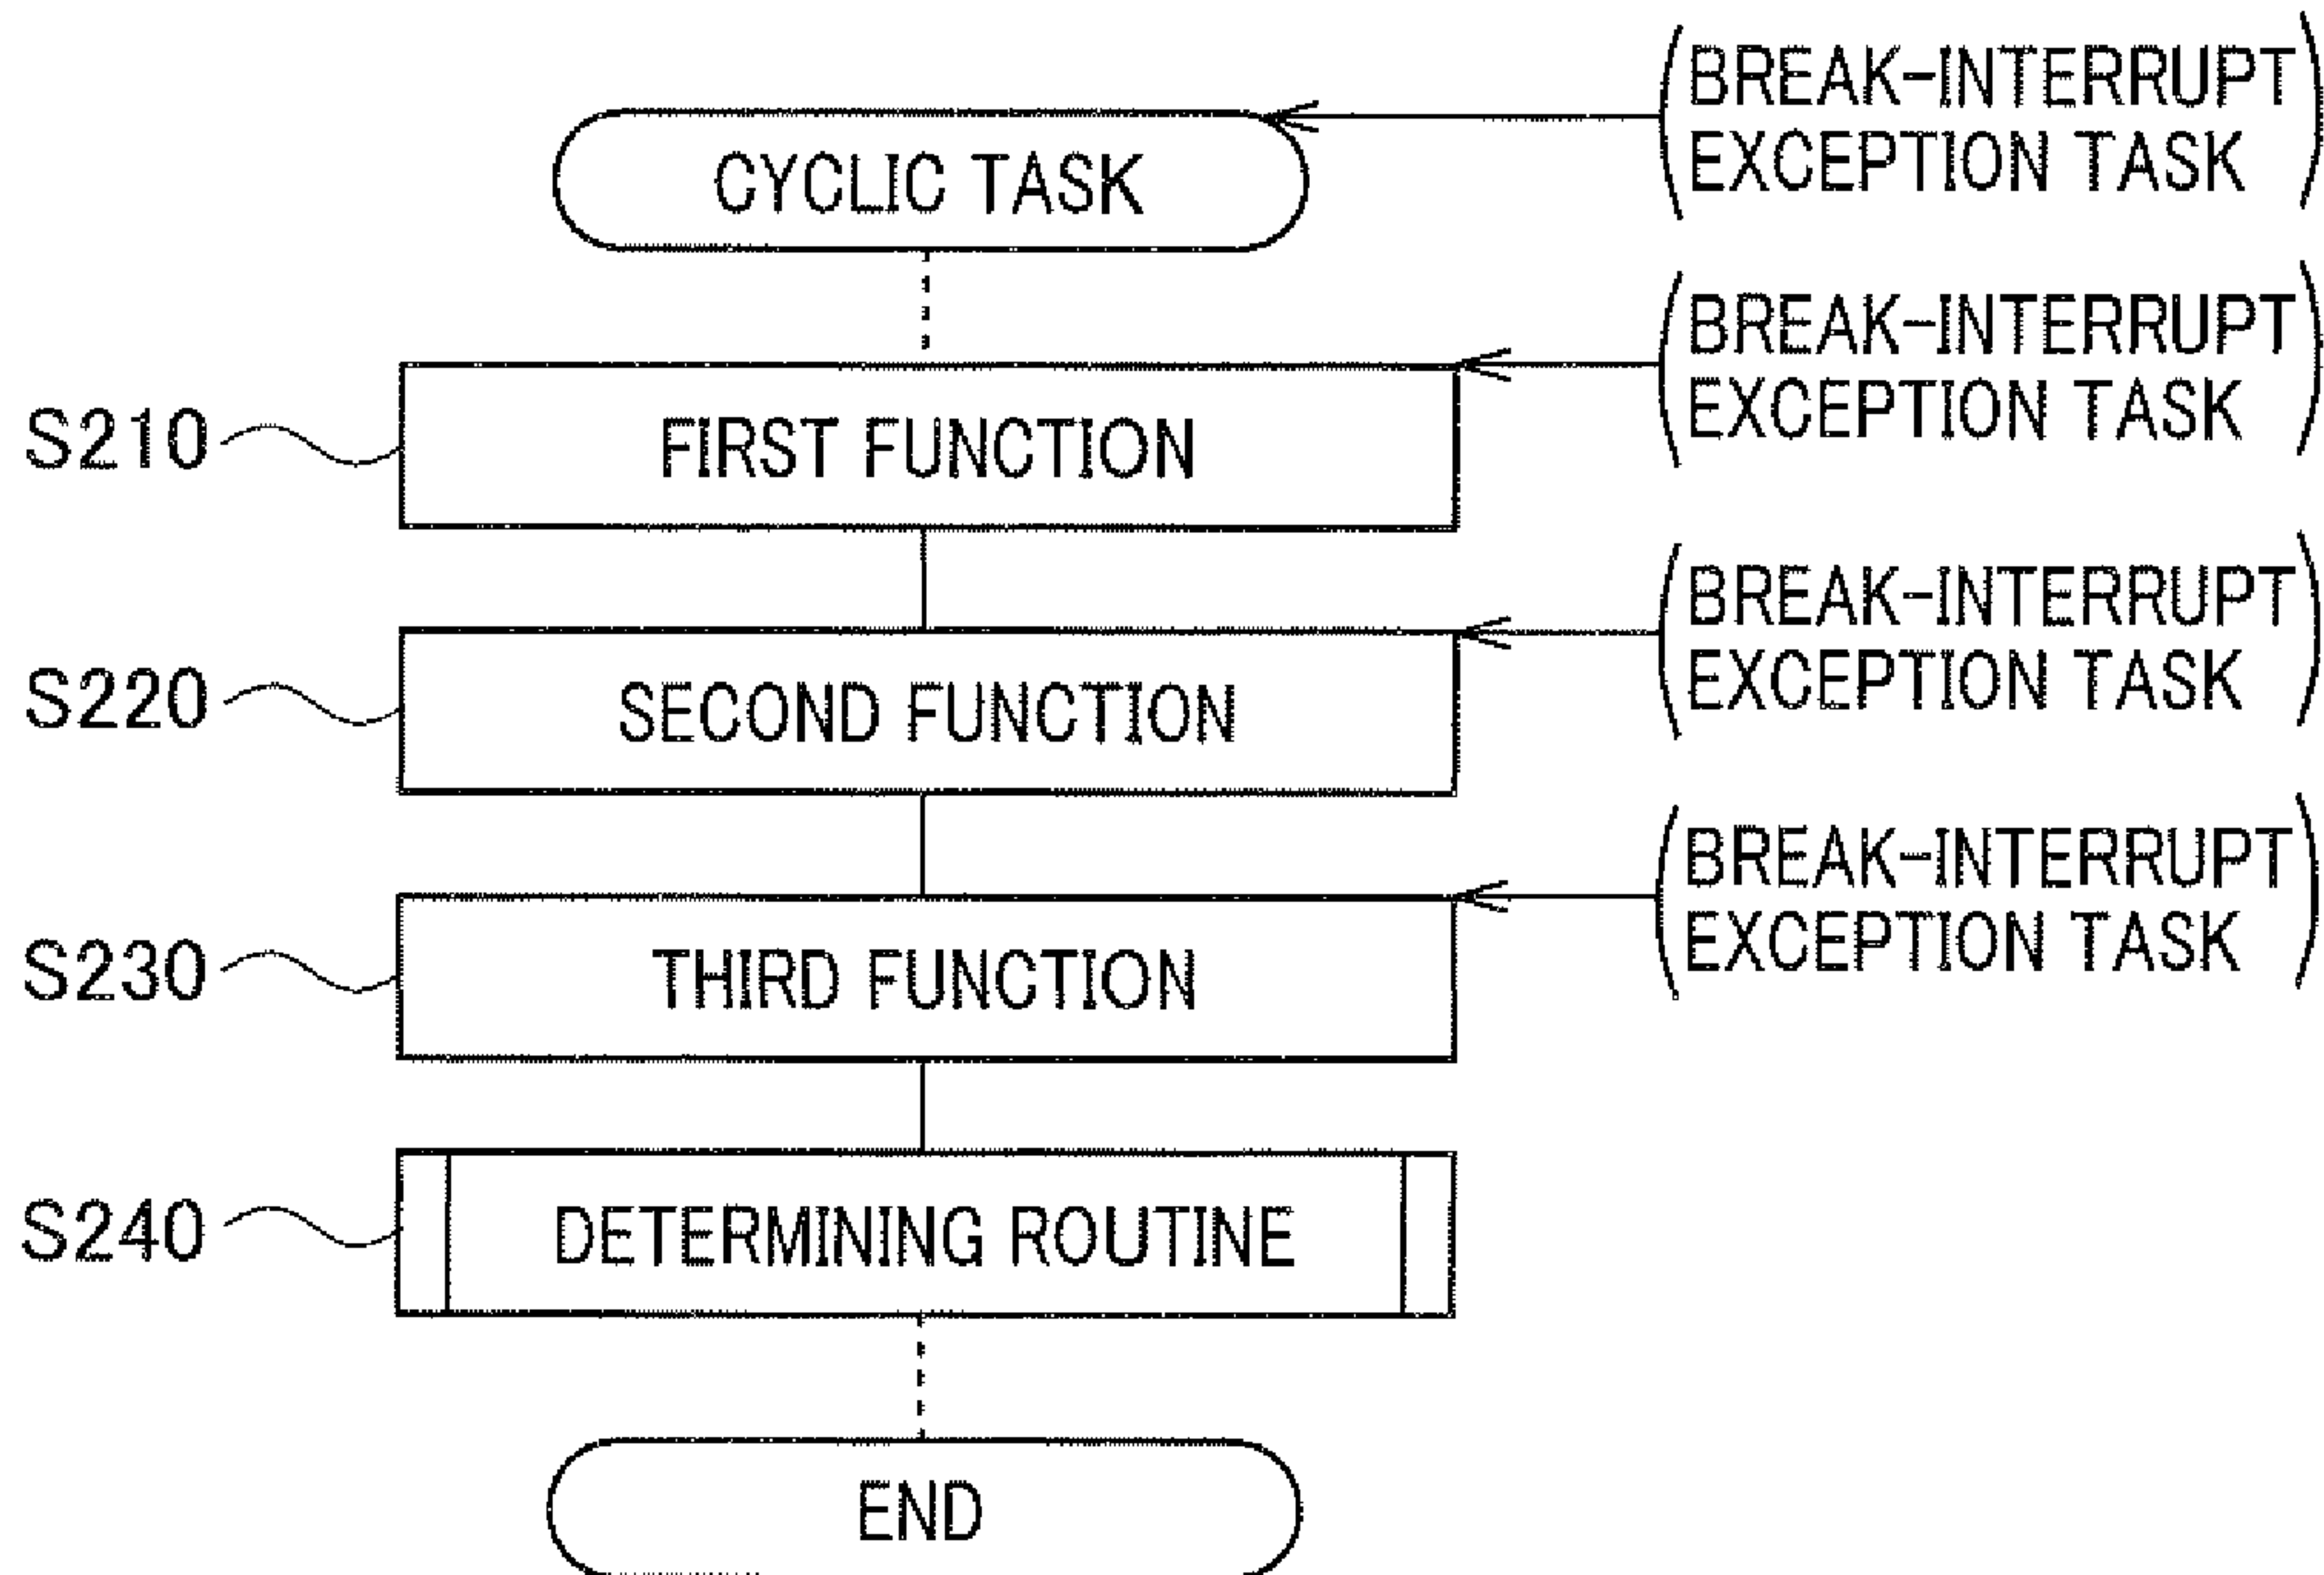 (BREAK-INTERRUPT
EXCEPTION TASK)
CYCLIC TASK
(BREAK-INTERRUPT
EXCEPTION TASK)
S210
FIRST FUNCTION
(BREAK-INTERRUPT
EXCEPTION TASK)
S220
SECOND FUNCTION
(BREAK-INTERRUPT
EXCEPTION TASK)
S230
THIRD FUNCTION
S240
DETERMINING ROUTINE
END